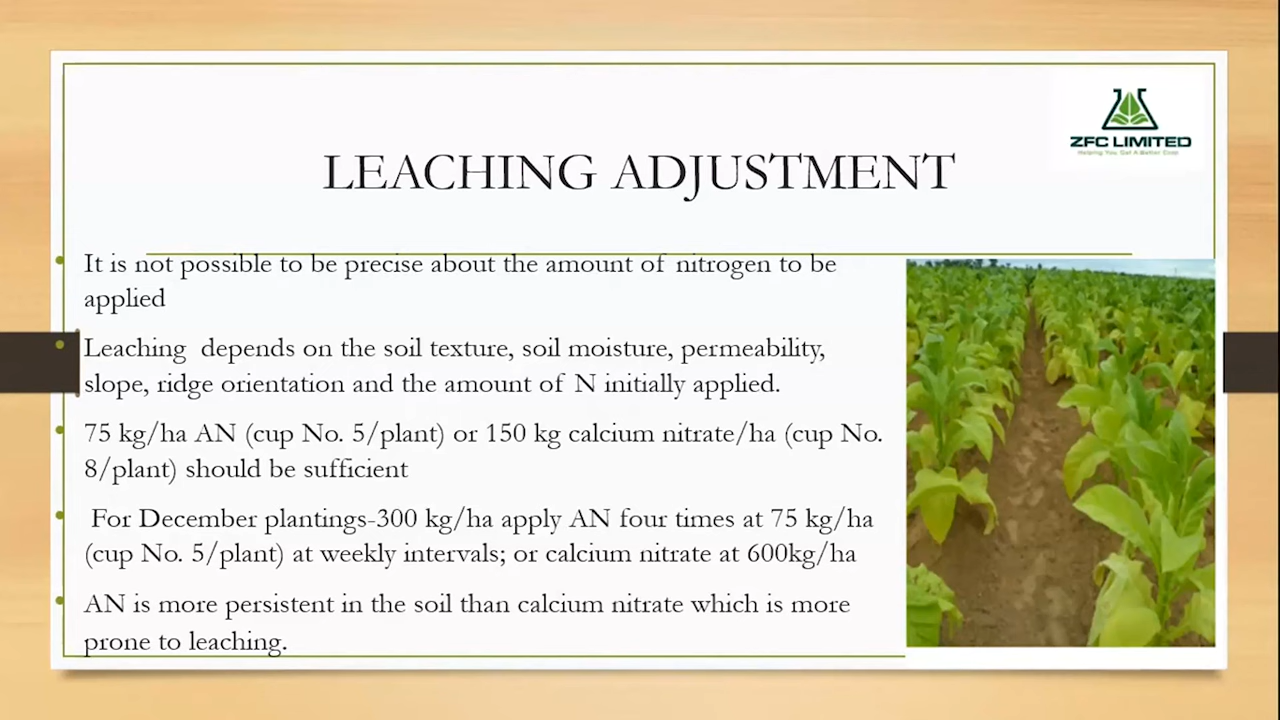 ZFC LIMITED
Helping You Get A Better Crop
LEACHING ADJUSTMENT
• It is not possible to be precise about the amount of nitrogen to be
applied
• Leaching depends on the soil texture, soil moisture, permeability,
slope, ridge orientation and the amount of N initially applied.
• 75 kg/ha AN (cup No. 5/plant) or 150 kg calcium nitrate/ha (cup No.
8/plant) should be sufficient
• For December plantings-300 kg/ha apply AN four times at 75 kg/ha
(cup No. 5/plant) at weekly intervals; or calcium nitrate at 600kg/ha
• AN is more persistent in the soil than calcium nitrate which is more
prone to leaching.